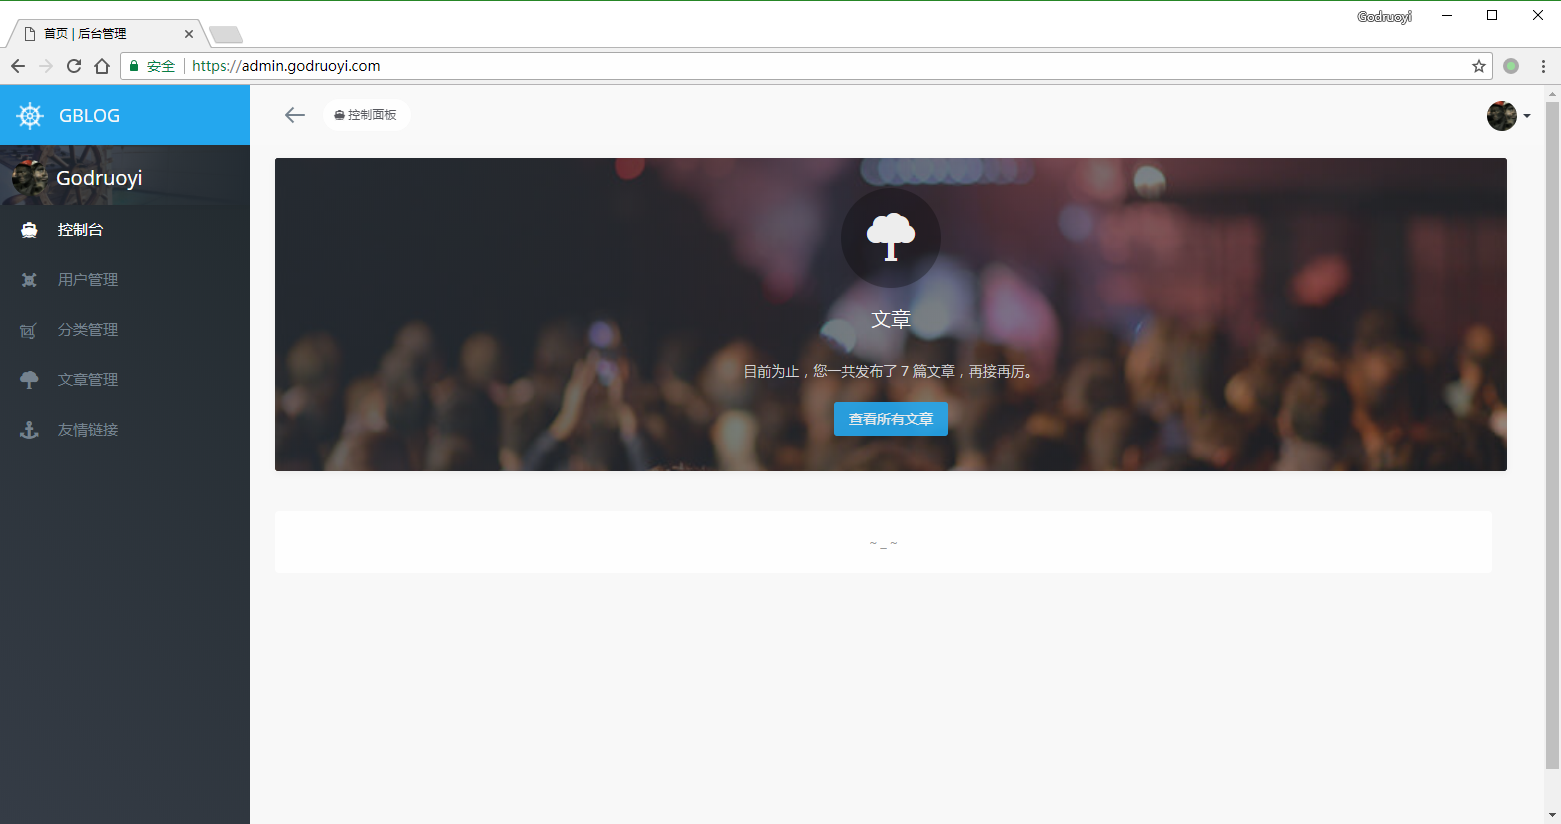 Godruoyi
首页 | 后台管理
安全 https://admin.godruoyi.com
GBLOG
控制面板
Godruoyi
控制台
用户管理
分类管理
文章管理
友情链接
文章
目前为止，您一共发布了 7 篇文章，再接再厉。
查看所有文章
~ _ ~